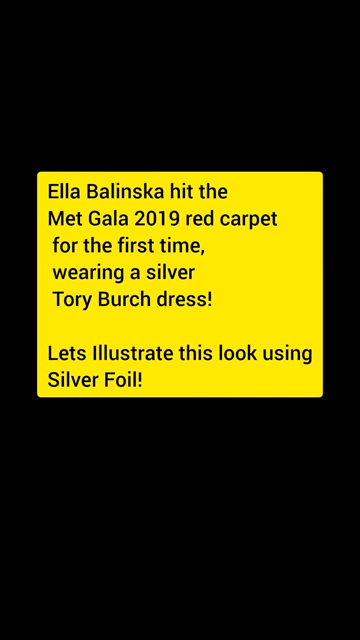 Ella Balinska hit the
Met Gala 2019 red carpet
for the first time,
wearing a silver
Tory Burch dress!
Lets Illustrate this look using
Silver Foil!